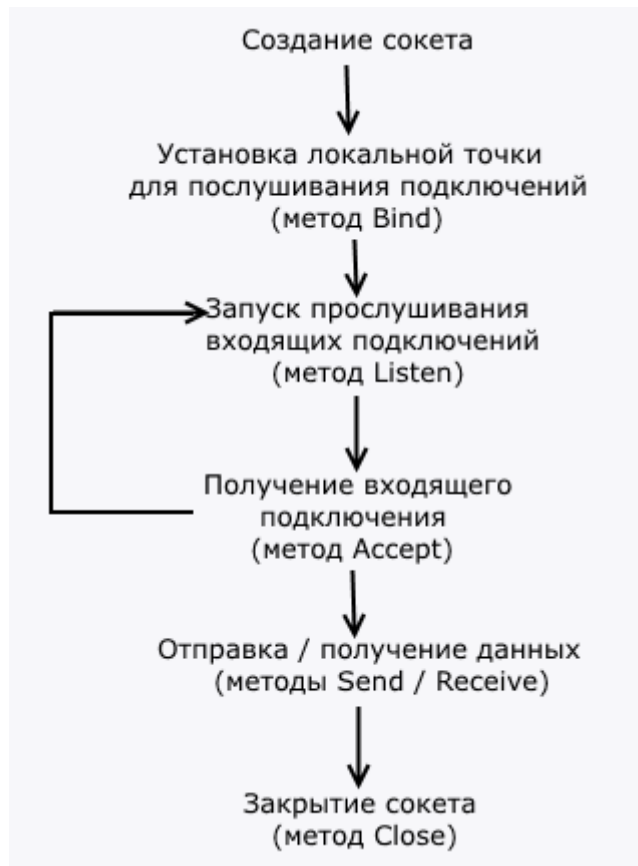 Создание сокета
Установка локальной точки
для послушивания подключений
(метод Bind)
Запуск прослушивания
входящих подключений
(метод Listen)
Получение входящего
подключения
(метод Accept)
Отправка / получение данных
(методы Send / Receive)
Закрытие сокета
(метод Close)